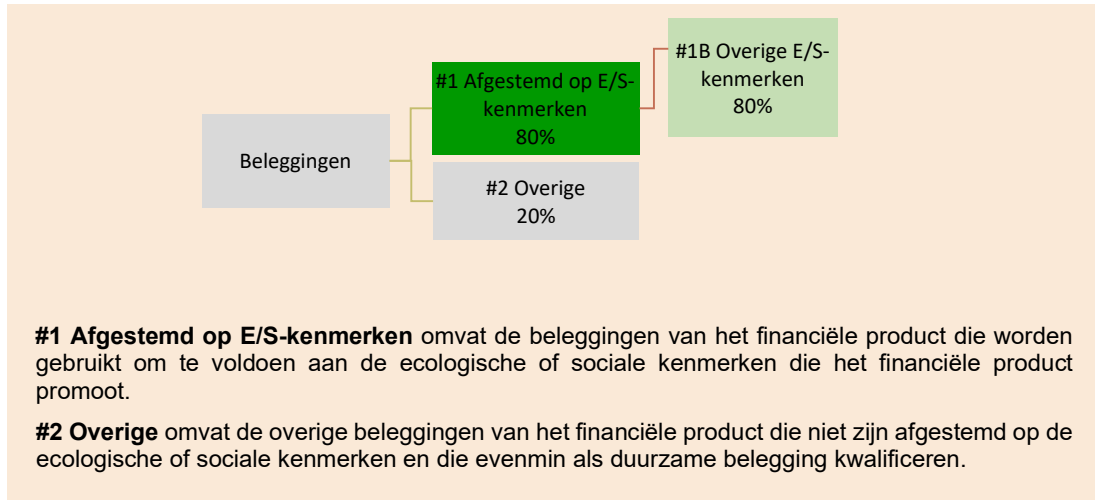 #1B Overige E/S-
kenmerken
80%
#1 Afgestemd op E/S-
kenmerken
80%
Beleggingen
#2 Overige
20%
#1 Afgestemd op E/S-kenmerken omvat de beleggingen van het financiële product die worden
gebruikt om te voldoen aan de ecologische of sociale kenmerken die het financiële product
promoot.
#2 Overige omvat de overige beleggingen van het financiële product die niet zijn afgestemd op de
ecologische of sociale kenmerken en die evenmin als duurzame belegging kwalificeren.